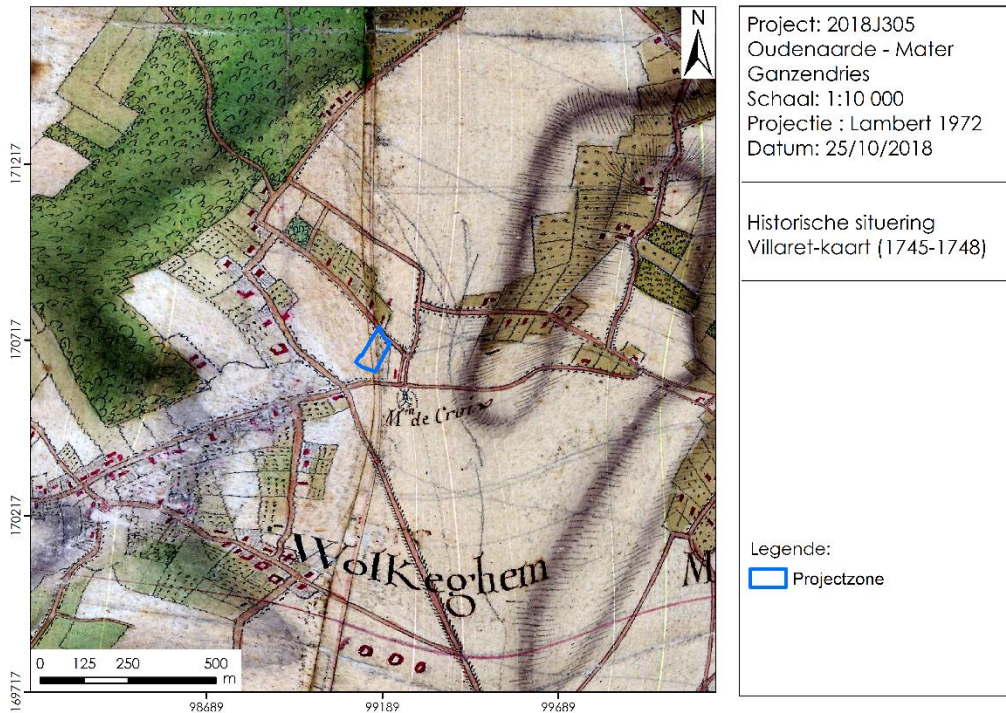 N
Project: 2018J305
Oudenaarde - Mater
Ganzendries
Schaal: 1:10 000
Projectie : Lambert 1972
Datum: 25/10/2018
Historische situering
Villaret-kaart (1745-1748)
Legende:
Projectzone
171217
170717
170217
169717
Mⁿ de Croix
Wolkeghem
M
0 125 250 500
m
98689 99189 99689